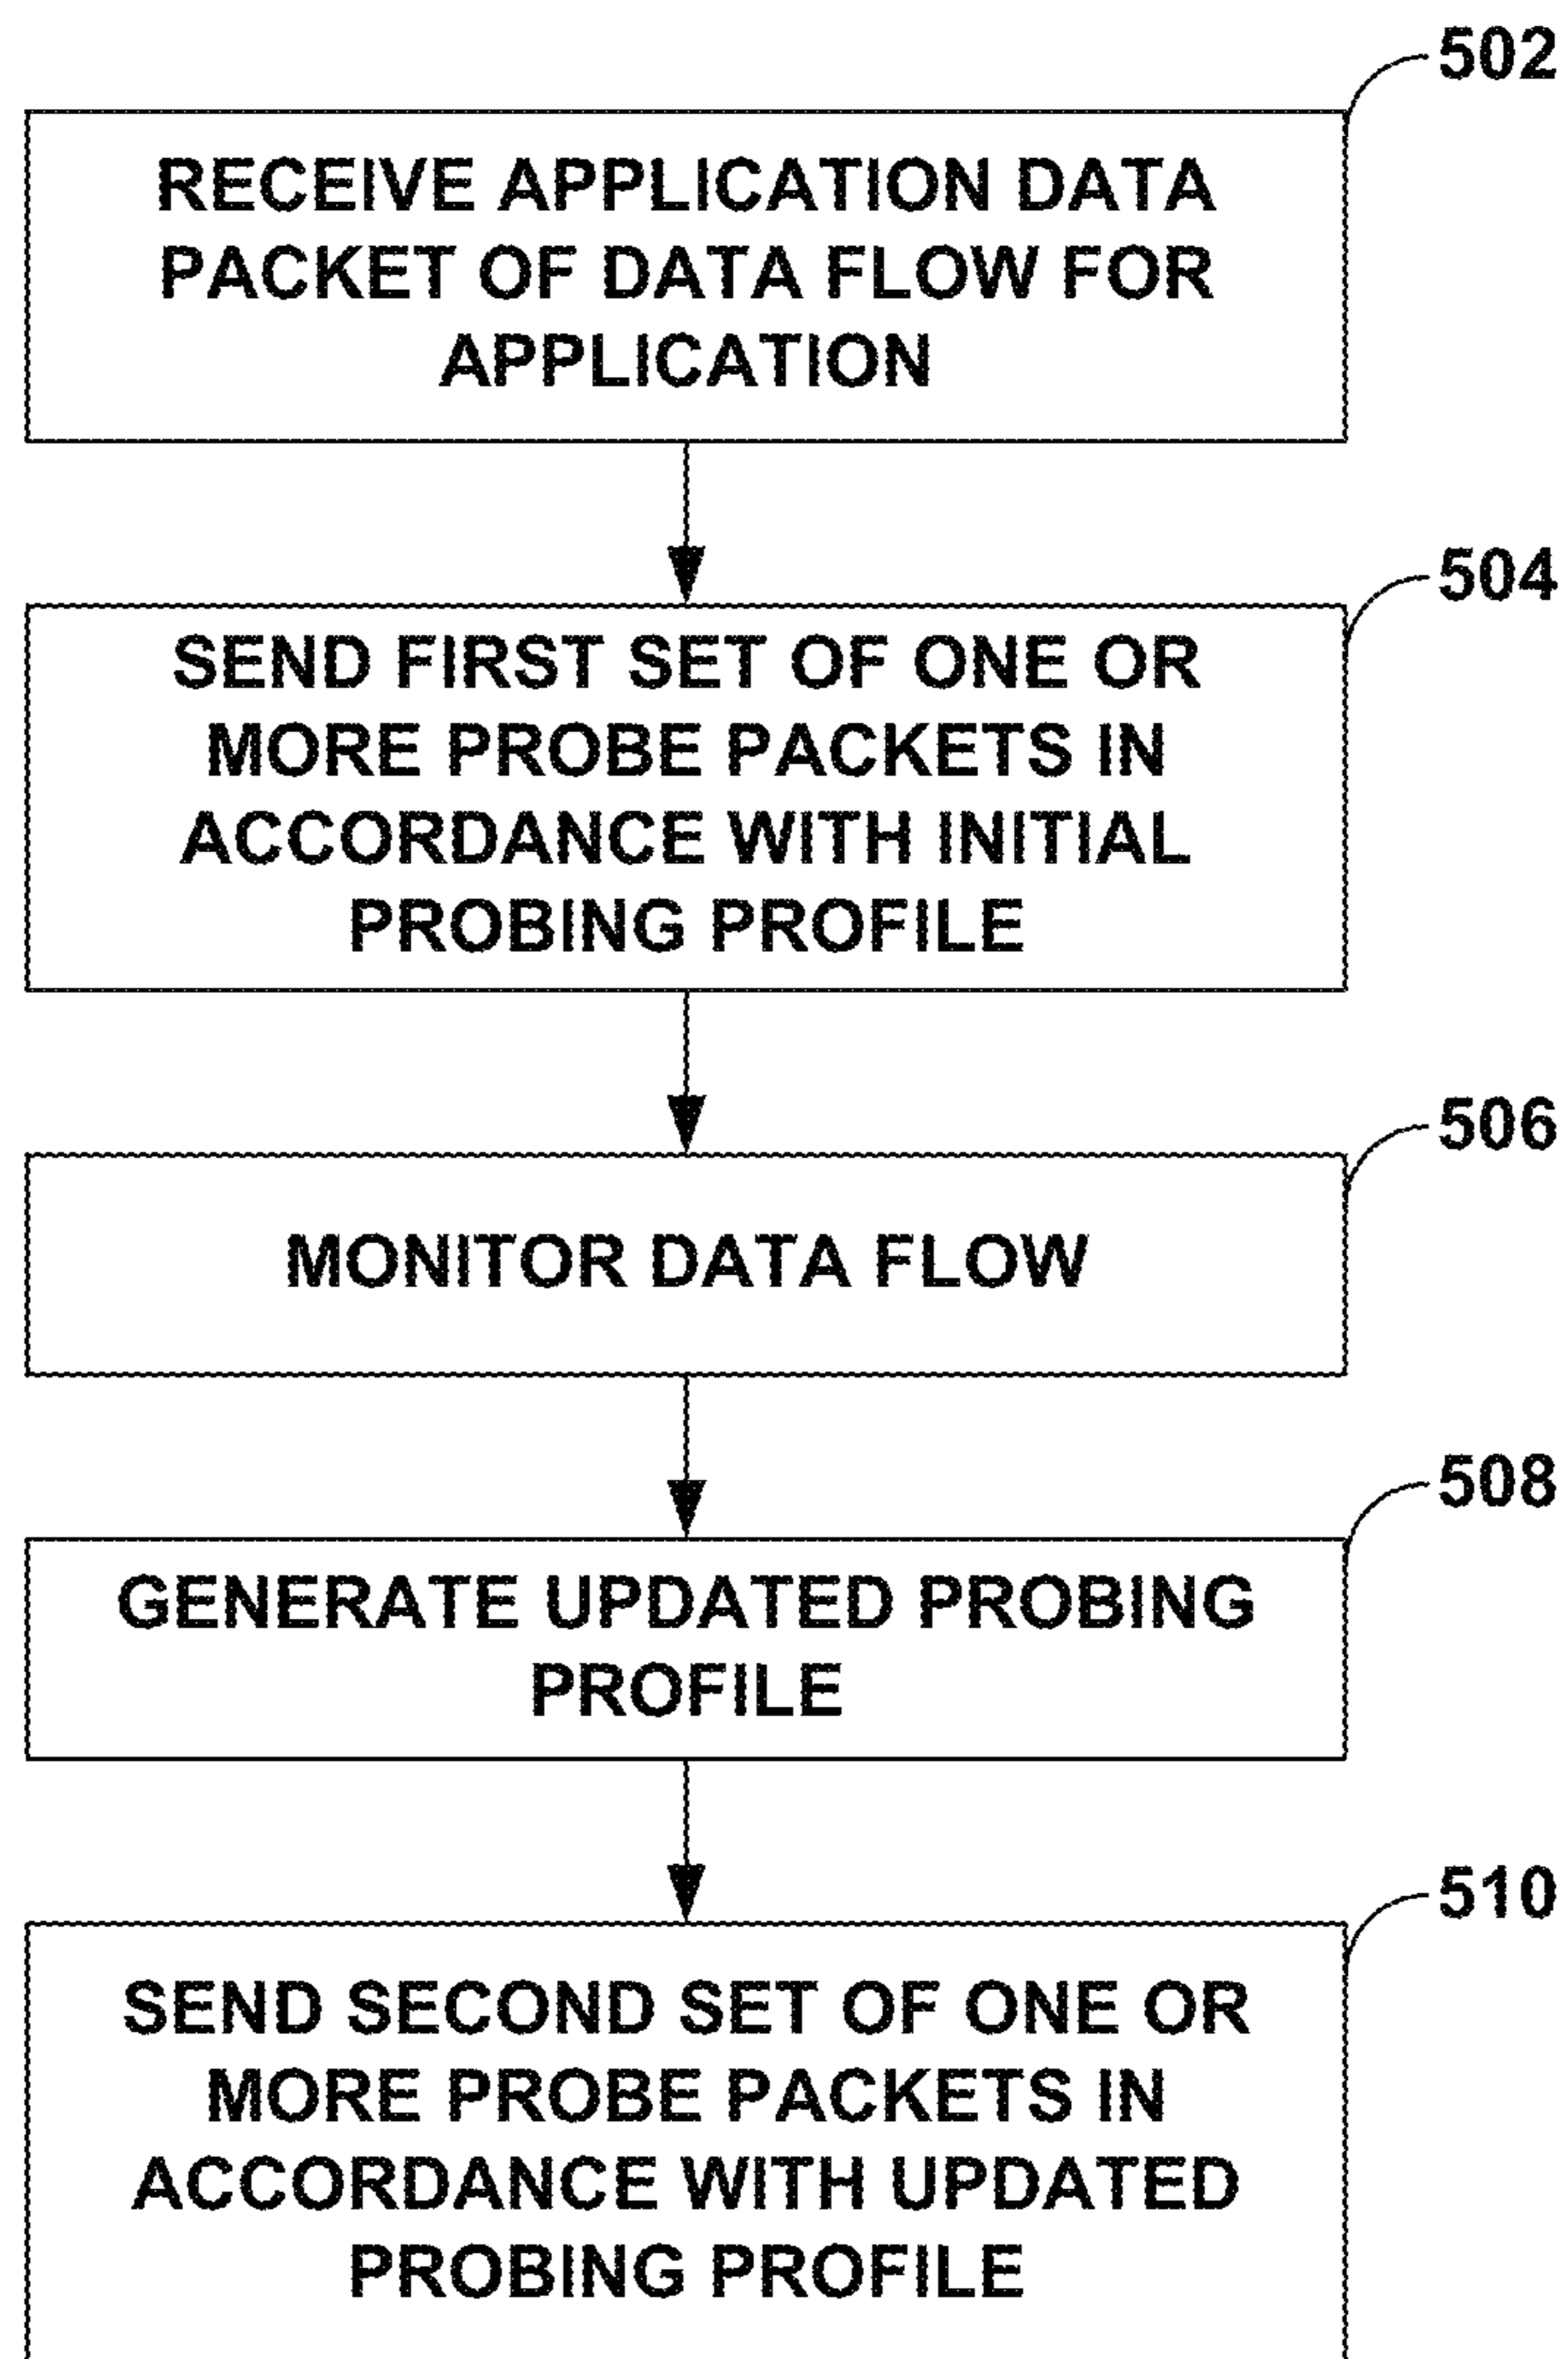 502
RECEIVE APPLICATION DATA
PACKET OF DATA FLOW FOR
APPLICATION
504
SEND FIRST SET OF ONE OR
MORE PROBE PACKETS IN
ACCORDANCE WITH INITIAL
PROBING PROFILE
506
MONITOR DATA FLOW
508
GENERATE UPDATED PROBING
PROFILE
510
SEND SECOND SET OF ONE OR
MORE PROBE PACKETS IN
ACCORDANCE WITH UPDATED
PROBING PROFILE